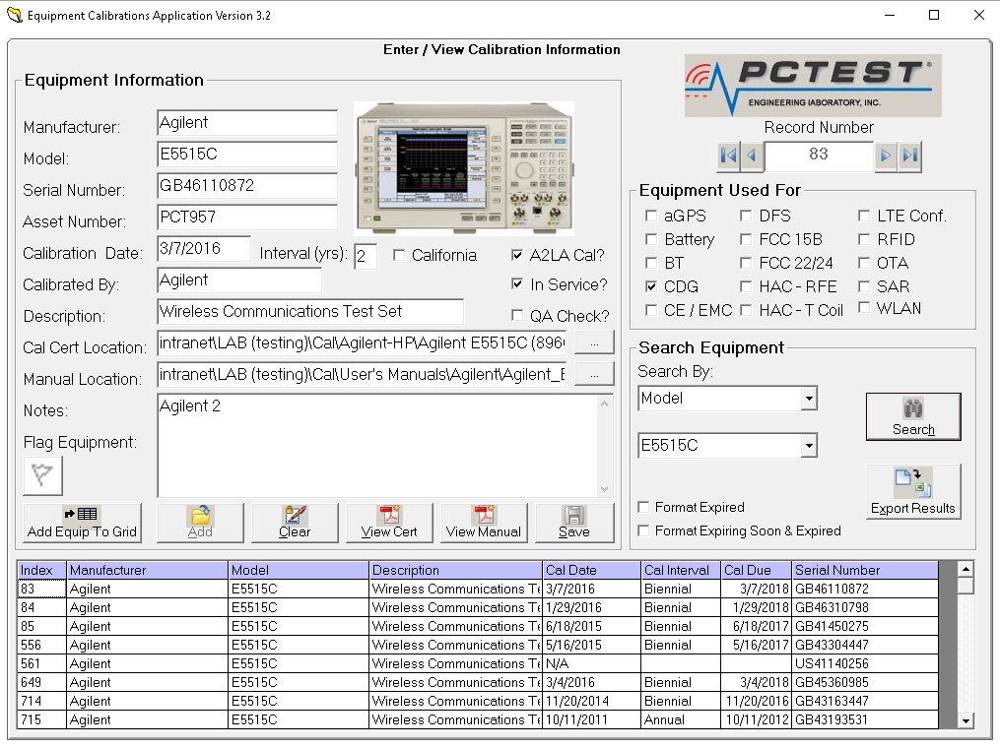 Equipment Calibrations Application Version 3.2
Enter / View Calibration Information
Equipment Information
PCTEST
ENGINEERING LABORATORY, INC.
Manufacturer: Agilent
Model: E5515C
Serial Number: GB46110872
Asset Number: PCT957
Calibration Date: 3/7/2016 Interval (yrs): 2 California A2LA Cal?
Calibrated By: Agilent In Service?
Description: Wireless Communications Test Set QA Check?
Cal Cert Location: intranet\LAB (testing)\Cal\Agilent-HP\Agilent E5515C (896 ...
Manual Location: intranet\LAB (testing)\Cal\User's Manuals\Agilent\Agilent_E ...
Notes: Agilent 2
Flag Equipment:
Add Equip To Grid Add Clear View Cert View Manual Save
Record Number
83
Equipment Used For
aGPS DFS LTE Conf.
Battery FCC 15B RFID
BT FCC 22/24 OTA
CDG HAC - RFE SAR
CE / EMC HAC - T Coil WLAN
Search Equipment
Search By:
Model
E5515C
Search
Format Expired
Export Results
Format Expiring Soon & Expired
Index Manufacturer Model Description Cal Date Cal Interval Cal Due Serial Number
83 Agilent E5515C Wireless Communications Te 3/7/2016 Biennial 3/7/2018 GB46110872
84 Agilent E5515C Wireless Communications Te 1/29/2016 Biennial 1/29/2018 GB46310798
85 Agilent E5515C Wireless Communications Te 6/18/2015 Biennial 6/18/2017 GB41450275
556 Agilent E5515C Wireless Communications Te 5/16/2015 Biennial 5/16/2017 GB43304447
561 Agilent E5515C Wireless Communications Te N/A US41140256
649 Agilent E5515C Wireless Communications Te 3/4/2016 Biennial 3/4/2018 GB45360985
714 Agilent E5515C Wireless Communications Te 11/20/2014 Biennial 11/20/2016 GB43163447
715 Agilent E5515C Wireless Communications Te 10/11/2011 Annual 10/11/2012 GB43193531